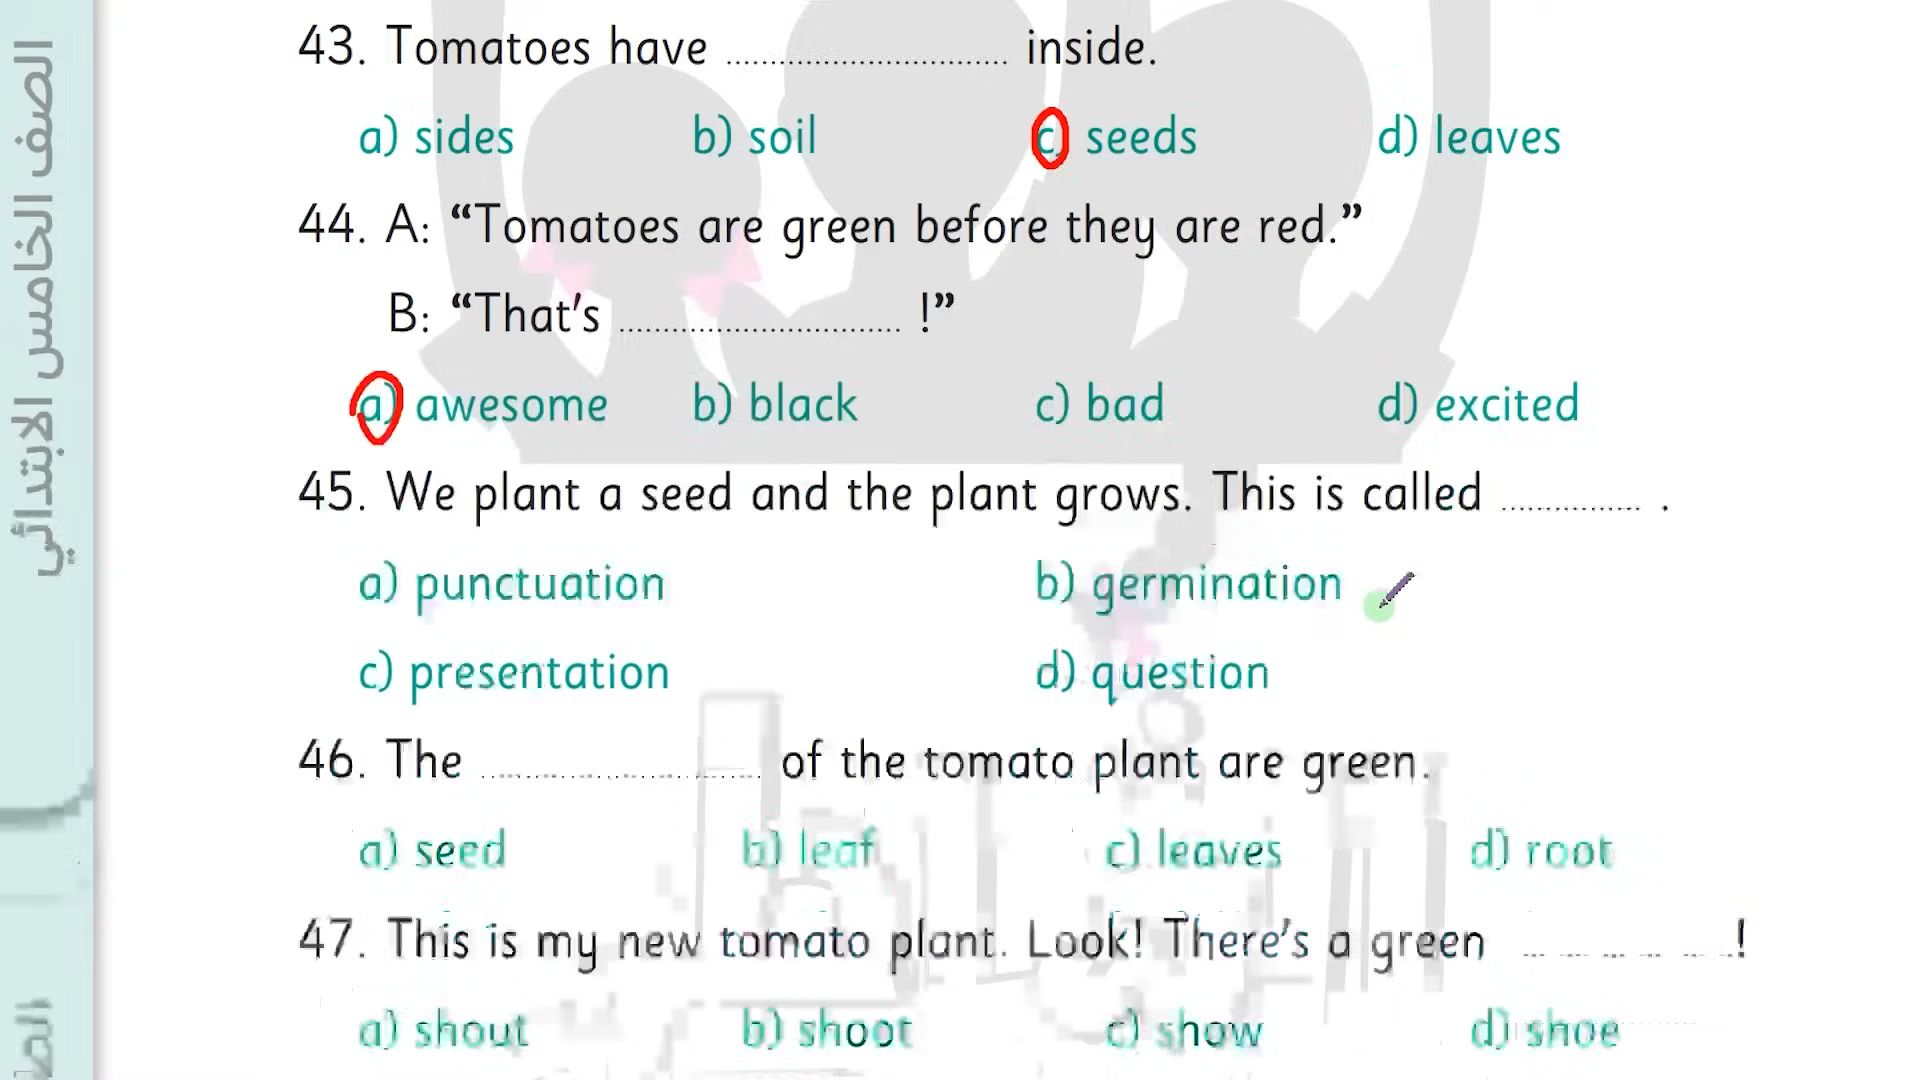 الصف الخامس الابتدائي
43. Tomatoes have ................................ inside.
a) sides b) soil c) seeds d) leaves
44. A: “Tomatoes are green before they are red.”
B: “That’s ................................ !”
a) awesome b) black c) bad d) excited
45. We plant a seed and the plant grows. This is called ................ .
a) punctuation b) germination
c) presentation d) question
46. The ................................ of the tomato plant are green.
a) seed b) leaf c) leaves d) root
47. This is my new tomato plant. Look! There’s a green ........................!
a) shout b) shoot c) show d) shoe